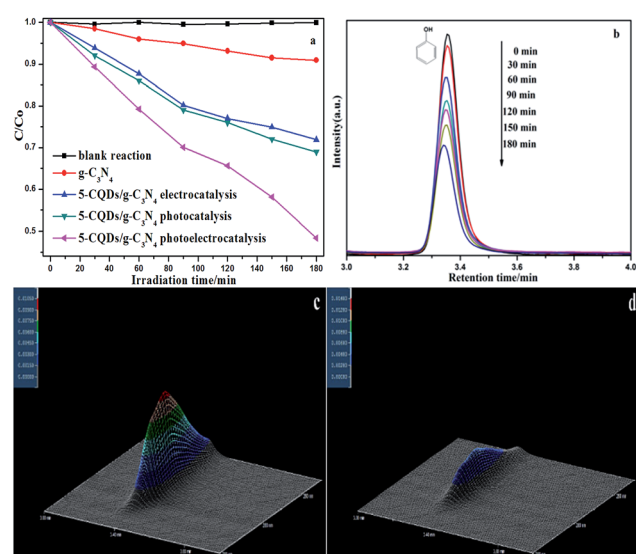 a
C/Co
1.0
0.9
0.8
0.7
0.6
0.5
blank reaction
g-C₃N₄
5-CQDs/g-C₃N₄ electrocatalysis
5-CQDs/g-C₃N₄ photocatalysis
5-CQDs/g-C₃N₄ photoelectrocatalysis
0 20 40 60 80 100 120 140 160 180
Irradiation time/min
b
OH
0 min
30 min
60 min
90 min
120 min
150 min
180 min
Intensity(a.u.)
3.0 3.2 3.4 3.6 3.8 4.0
Retention time/min
c
d